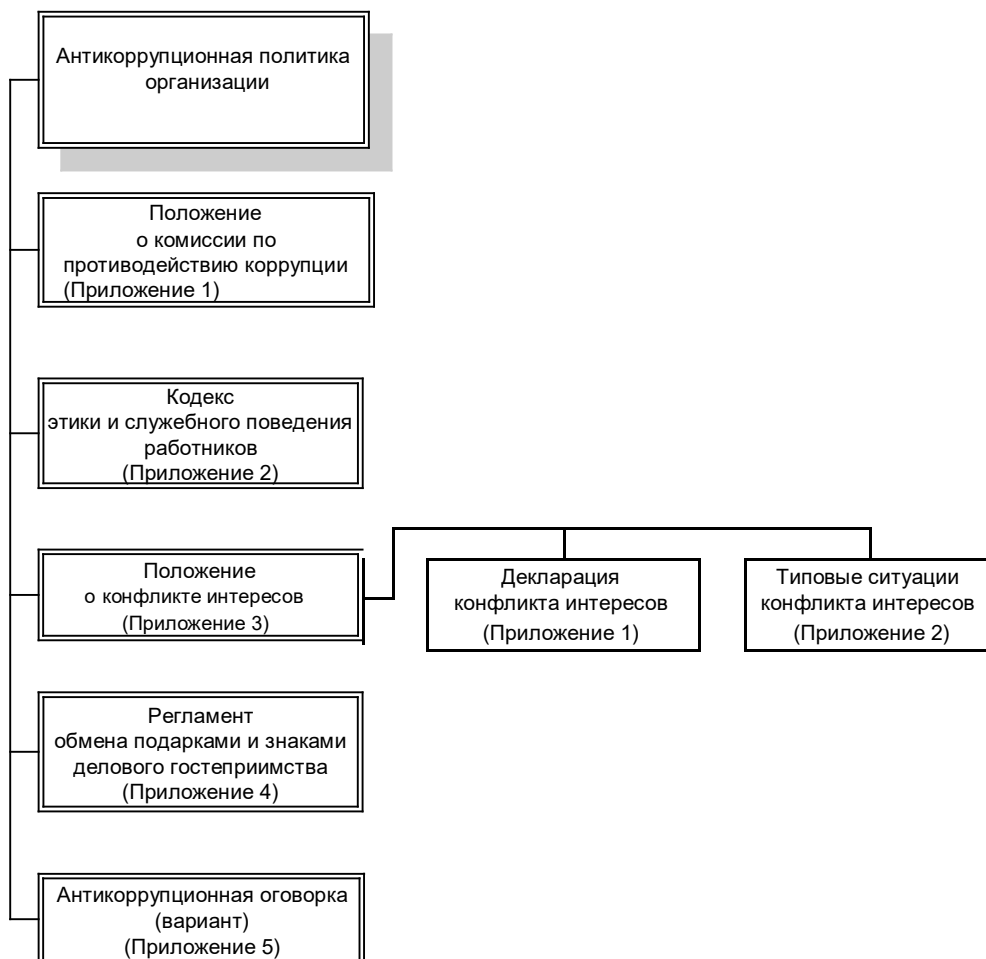 Антикоррупционная политика
организации
Положение
о комиссии по
противодействию коррупции
(Приложение 1)
Кодекс
этики и служебного поведения
работников
(Приложение 2)
Положение
о конфликте интересов
(Приложение 3)
Декларация
конфликта интересов
(Приложение 1)
Типовые ситуации
конфликта интересов
(Приложение 2)
Регламент
обмена подарками и знаками
делового гостеприимства
(Приложение 4)
Антикоррупционная оговорка
(вариант)
(Приложение 5)